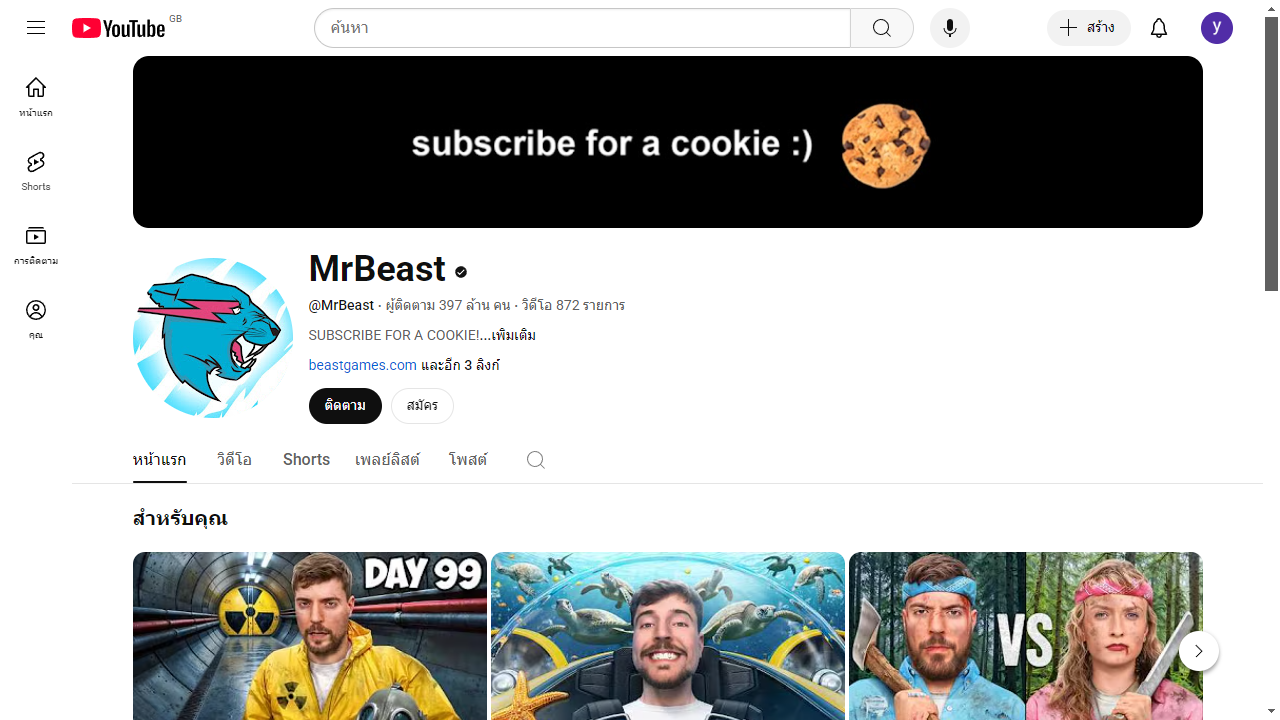 YouTube GB
ค้นหา
สร้าง
y
หน้าแรก
Shorts
การติดตาม
คุณ
subscribe for a cookie :)
MrBeast
@MrBeast · ผู้ติดตาม 397 ล้าน คน · วิดีโอ 872 รายการ
SUBSCRIBE FOR A COOKIE!...เพิ่มเติม
beastgames.com และอีก 3 ลิงก์
ติดตาม สมัคร
หน้าแรก วิดีโอ Shorts เพลย์ลิสต์ โพสต์
สำหรับคุณ
DAY 99
VS